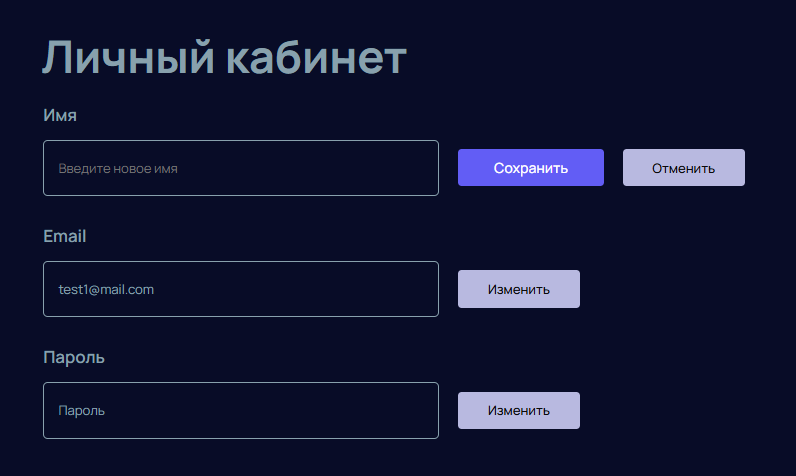 Личный кабинет
Имя
Введите новое имя
Сохранить
Отменить
Email
test1@mail.com
Изменить
Пароль
Пароль
Изменить